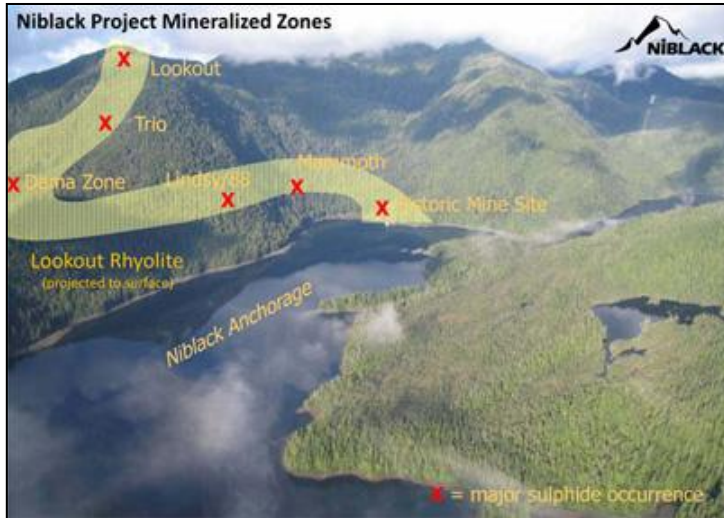 Niblack Project Mineralized Zones
NIBLACK
X
Lookout
X
Trio
X
Dama Zone
Lindsy/88
X
Mammoth
X
X
Historic Mine Site
Lookout Rhyolite
(projected to surface)
Niblack Anchorage
X = major sulphide occurrence